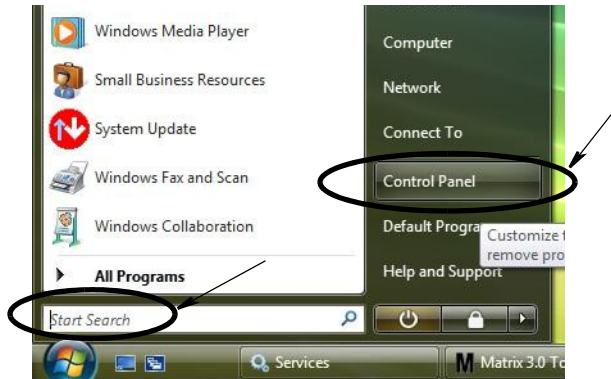 Windows Media Player
Small Business Resources
System Update
Windows Fax and Scan
Windows Collaboration
All Programs
Start Search
Computer
Network
Connect To
Control Panel
Default Progra
Customize t
remove pro
Help and Support
Services
Matrix 3.0 To